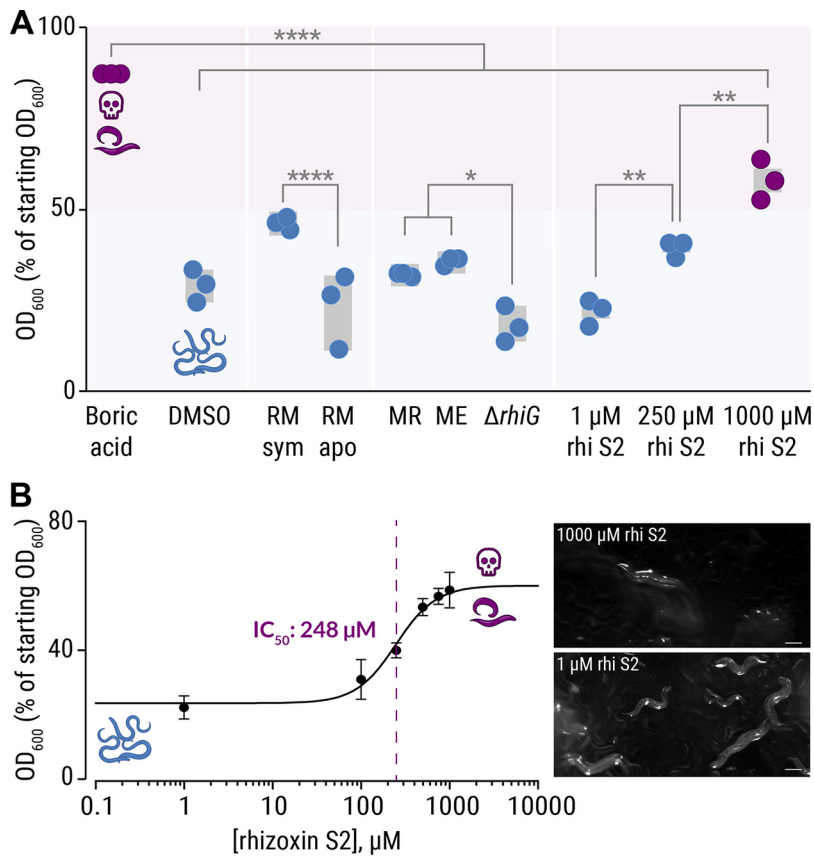 A
OD600 (% of starting OD600)
100
50
0
****
****
*
**
**
Boric
acid
DMSO
RM
sym
RM
apo
MR
ME
ΔrhiG
1 µM
rhi S2
250 µM
rhi S2
1000 µM
rhi S2
B
OD600 (% of starting OD600)
80
40
0
IC50: 248 µM
0.1
1
10
100
1000
10000
[rhizoxin S2], µM
1000 µM rhi S2
1 µM rhi S2